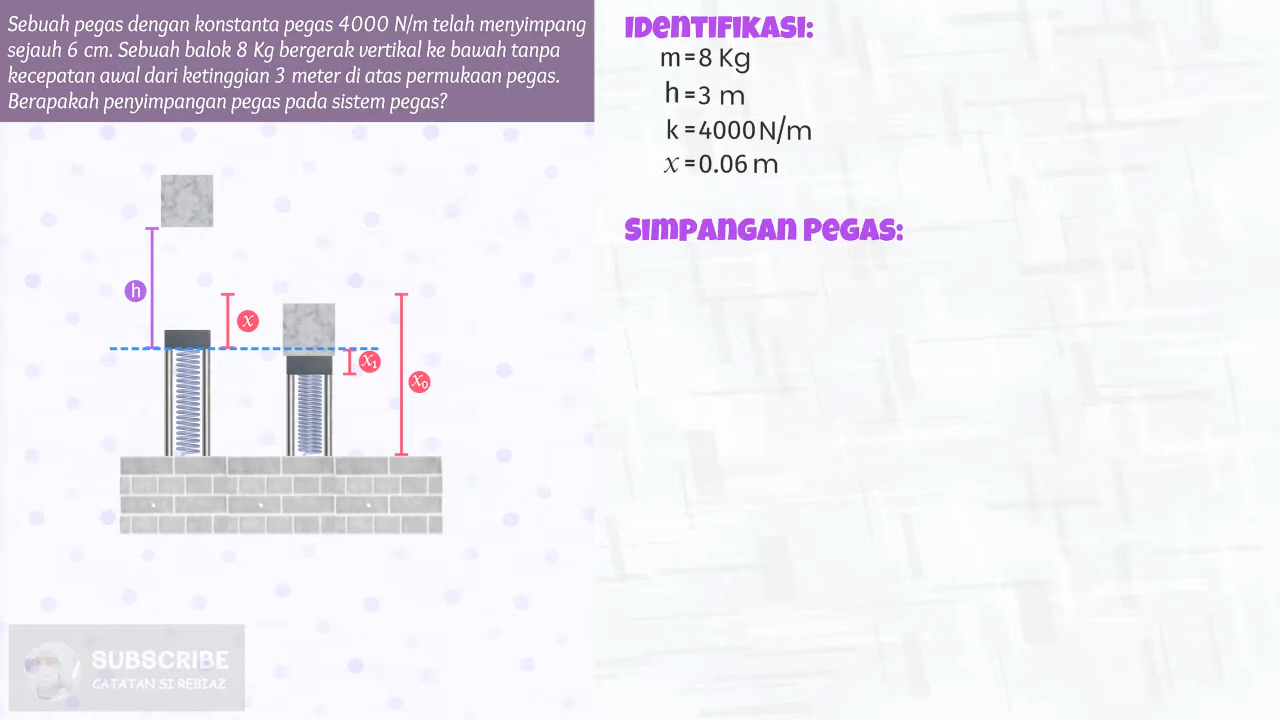 Sebuah pegas dengan konstanta pegas 4000 N/m telah menyimpang
sejauh 6 cm. Sebuah balok 8 Kg bergerak vertikal ke bawah tanpa
kecepatan awal dari ketinggian 3 meter di atas permukaan pegas.
Berapakah penyimpangan pegas pada sistem pegas?
IDENTIFIKASI:
m = 8 Kg
h = 3 m
k = 4000 N/m
x = 0.06 m
SIMPANGAN PEGAS:
h
x
x₁
x₀
SUBSCRIBE
CATATAN SI REBIAZ